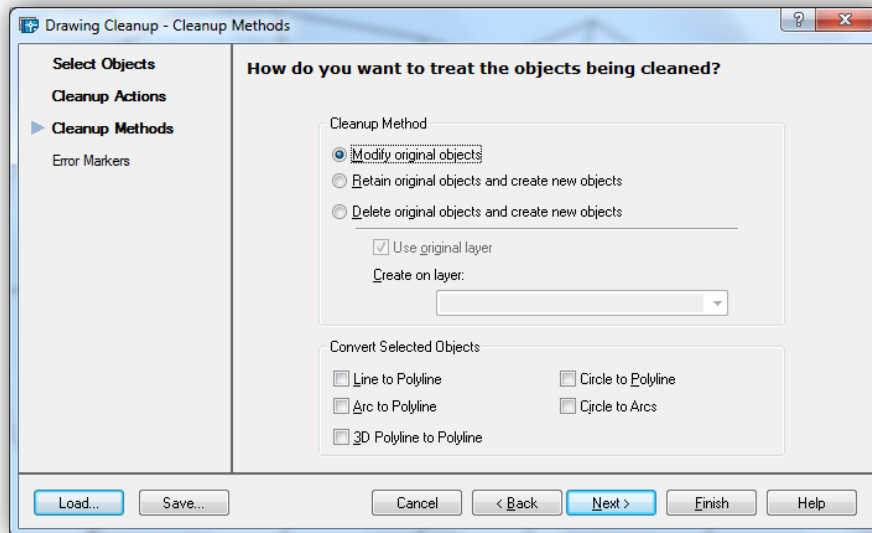 Drawing Cleanup - Cleanup Methods
?
Select Objects
Cleanup Actions
Cleanup Methods
Error Markers
How do you want to treat the objects being cleaned?
Cleanup Method
Modify original objects
Retain original objects and create new objects
Delete original objects and create new objects
Use original layer
Create on layer:
Convert Selected Objects
Line to Polyline
Circle to Polyline
Arc to Polyline
Circle to Arcs
3D Polyline to Polyline
Load...
Save...
Cancel
< Back
Next >
Finish
Help